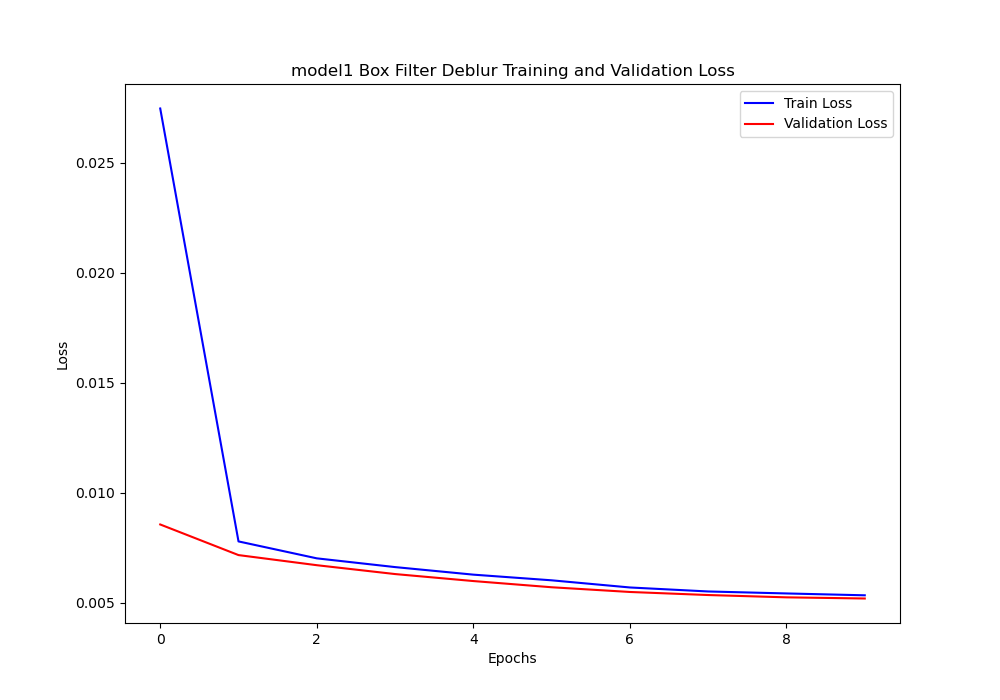 model1 Box Filter Deblur Training and Validation Loss
Train Loss
Validation Loss
0.025
0.020
0.015
0.010
0.005
Loss
0 2 4 6 8
Epochs